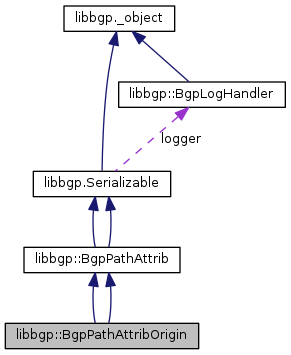 libbgp._object
libbgp::BgpLogHandler
logger
libbgp.Serializable
libbgp::BgpPathAttrib
libbgp::BgpPathAttribOrigin